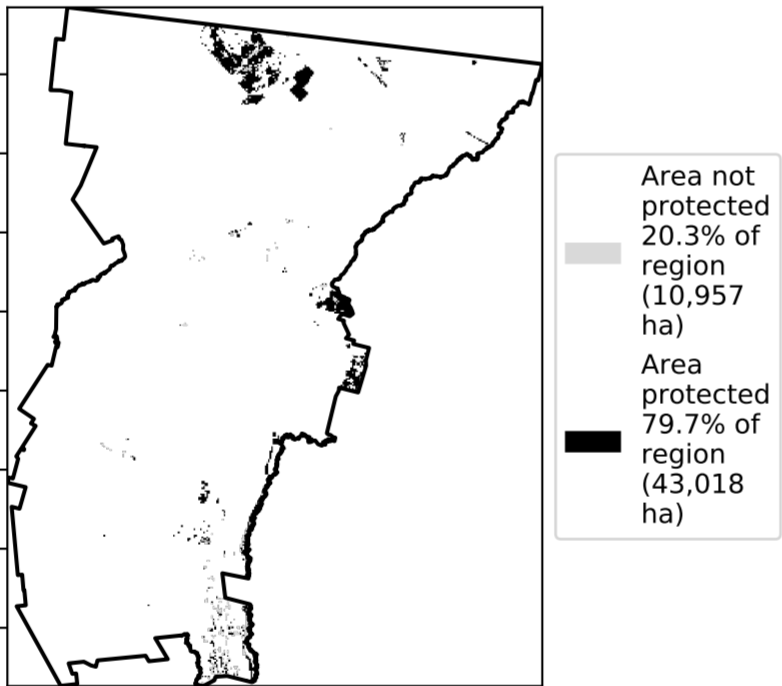 Area not
protected
20.3% of
region
(10,957
ha)
Area
protected
79.7% of
region
(43,018
ha)